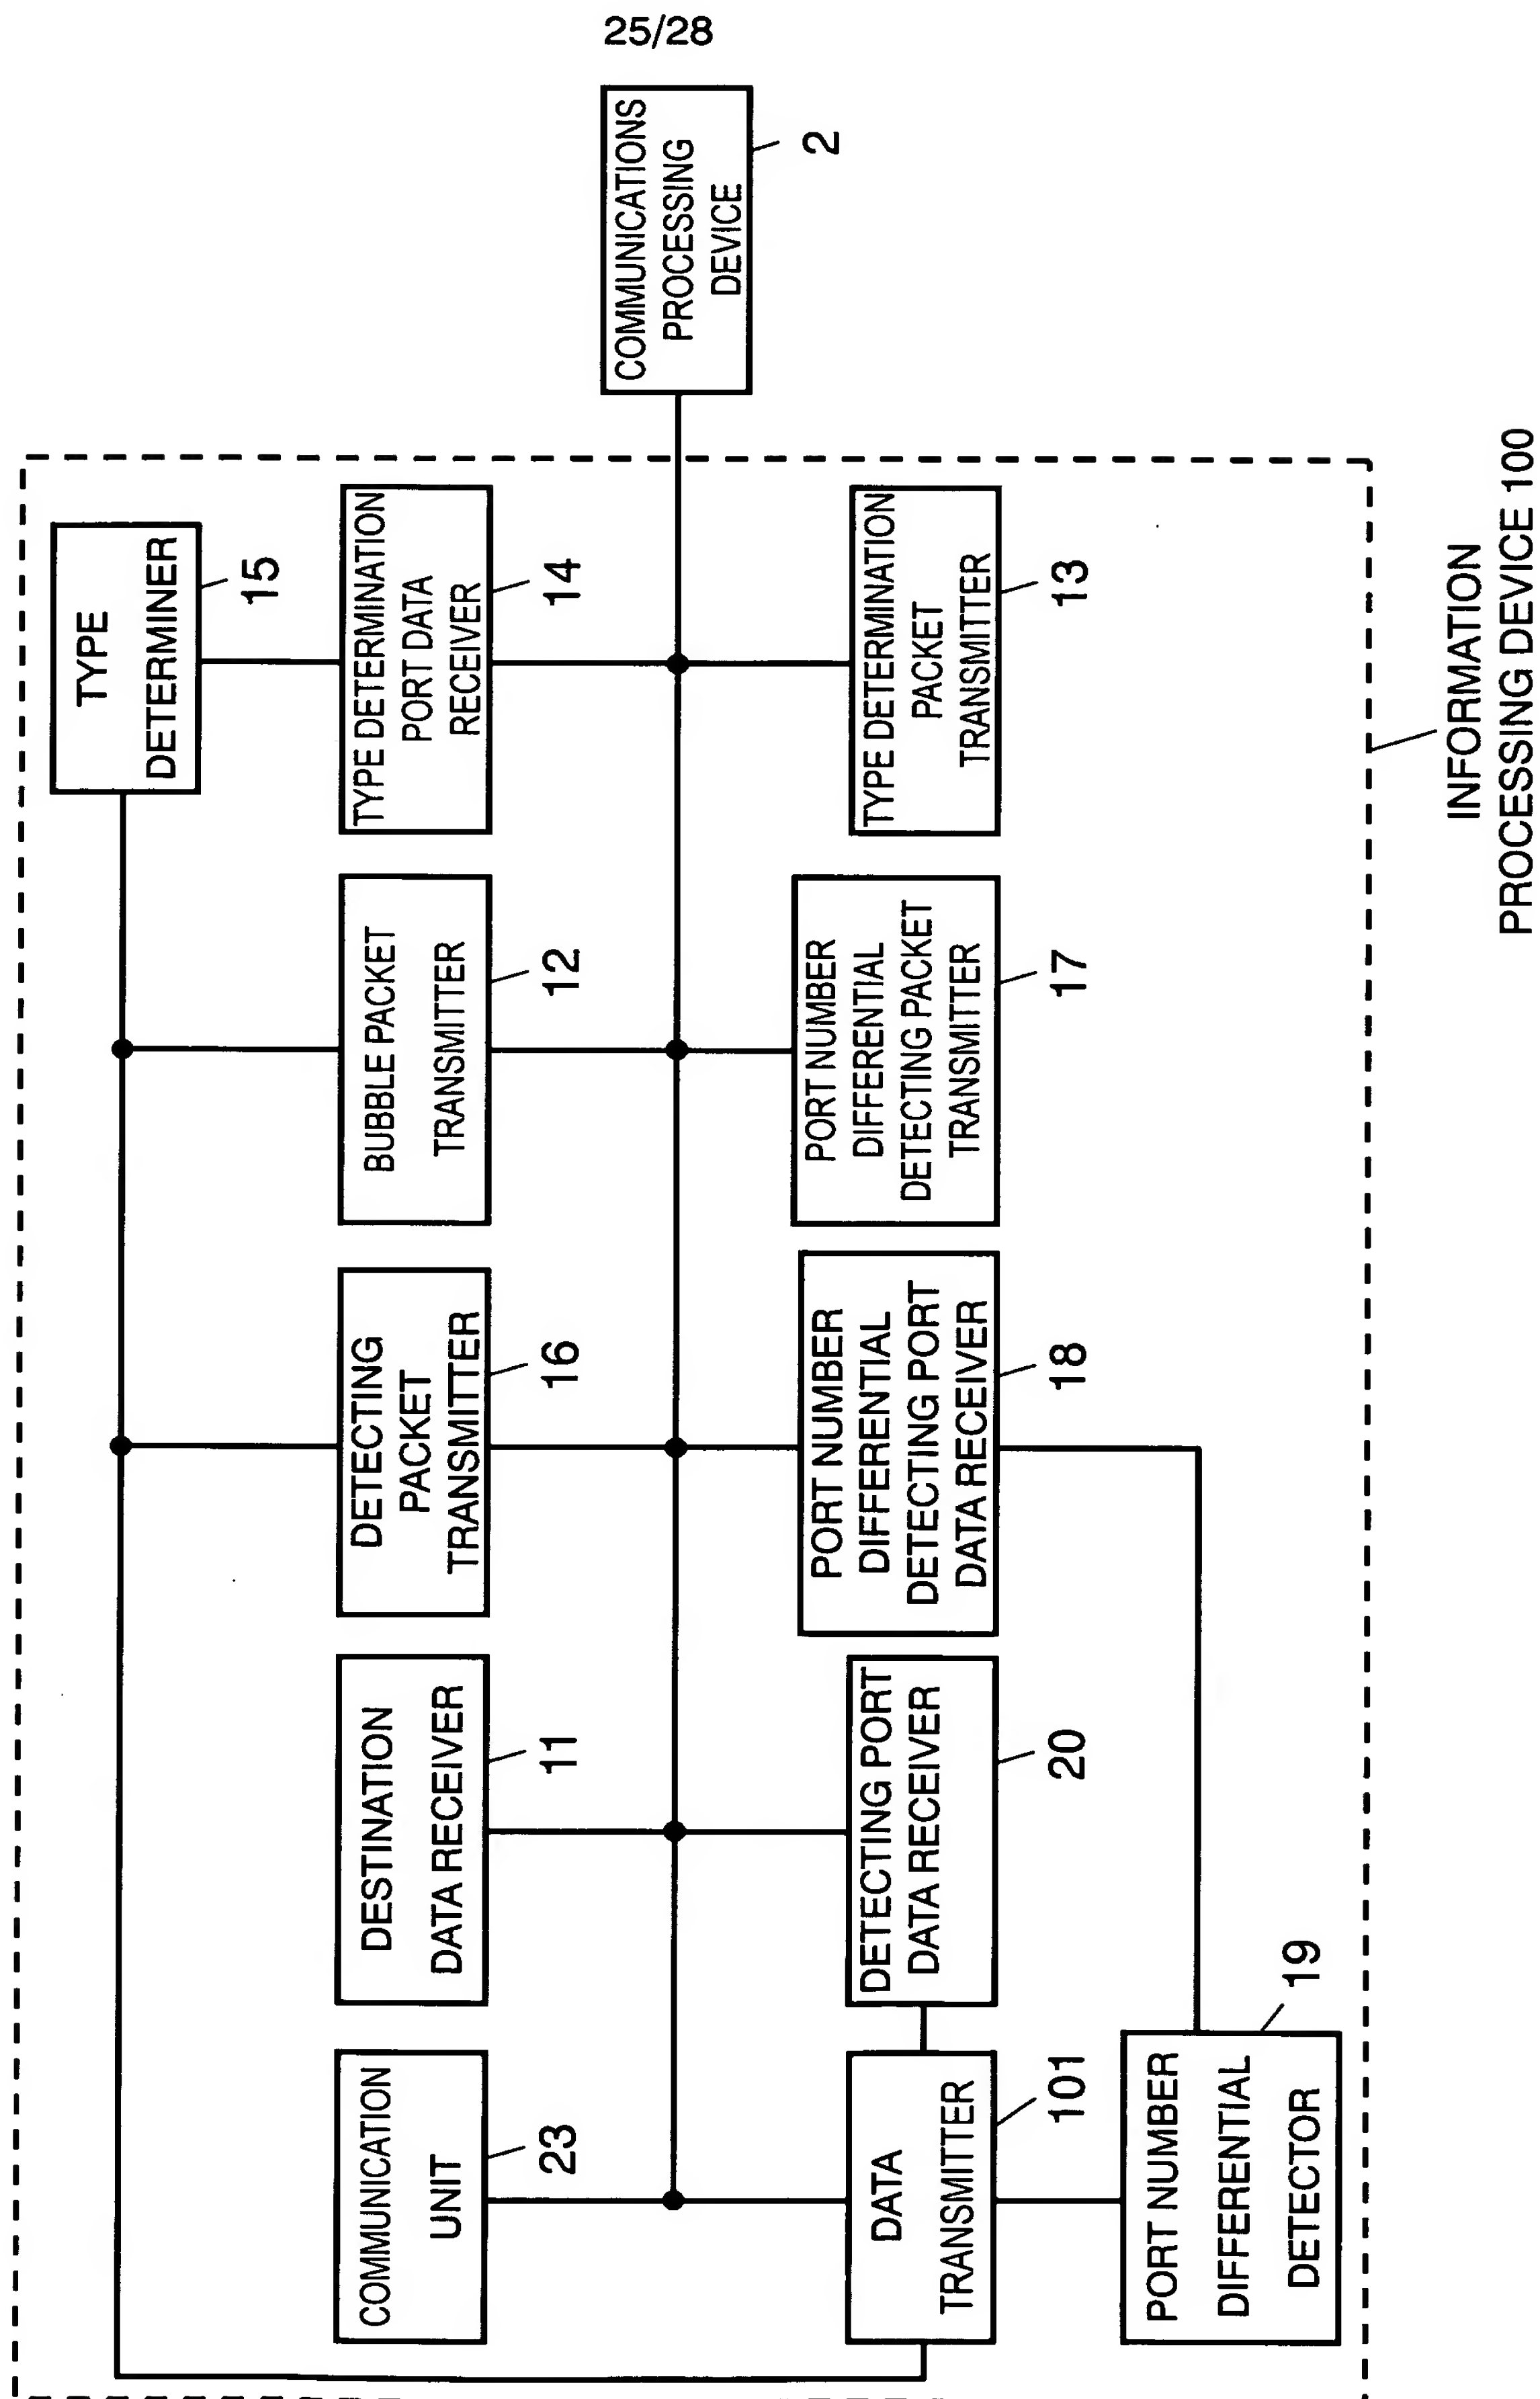 25/28
COMMUNICATIONS
PROCESSING
DEVICE
2
TYPE
DETERMINER
15
TYPE DETERMINATION
PORT DATA
RECEIVER
14
TYPE DETERMINATION
PACKET
TRANSMITTER
13
BUBBLE PACKET
TRANSMITTER
12
PORT NUMBER
DIFFERENTIAL
DETECTING PACKET
TRANSMITTER
17
DETECTING
PACKET
TRANSMITTER
16
PORT NUMBER
DIFFERENTIAL
DETECTING PORT
DATA RECEIVER
18
DESTINATION
DATA RECEIVER
11
DETECTING PORT
DATA RECEIVER
20
COMMUNICATION
UNIT
23
DATA
TRANSMITTER
101
PORT NUMBER
DIFFERENTIAL
DETECTOR
19
INFORMATION
PROCESSING DEVICE 100